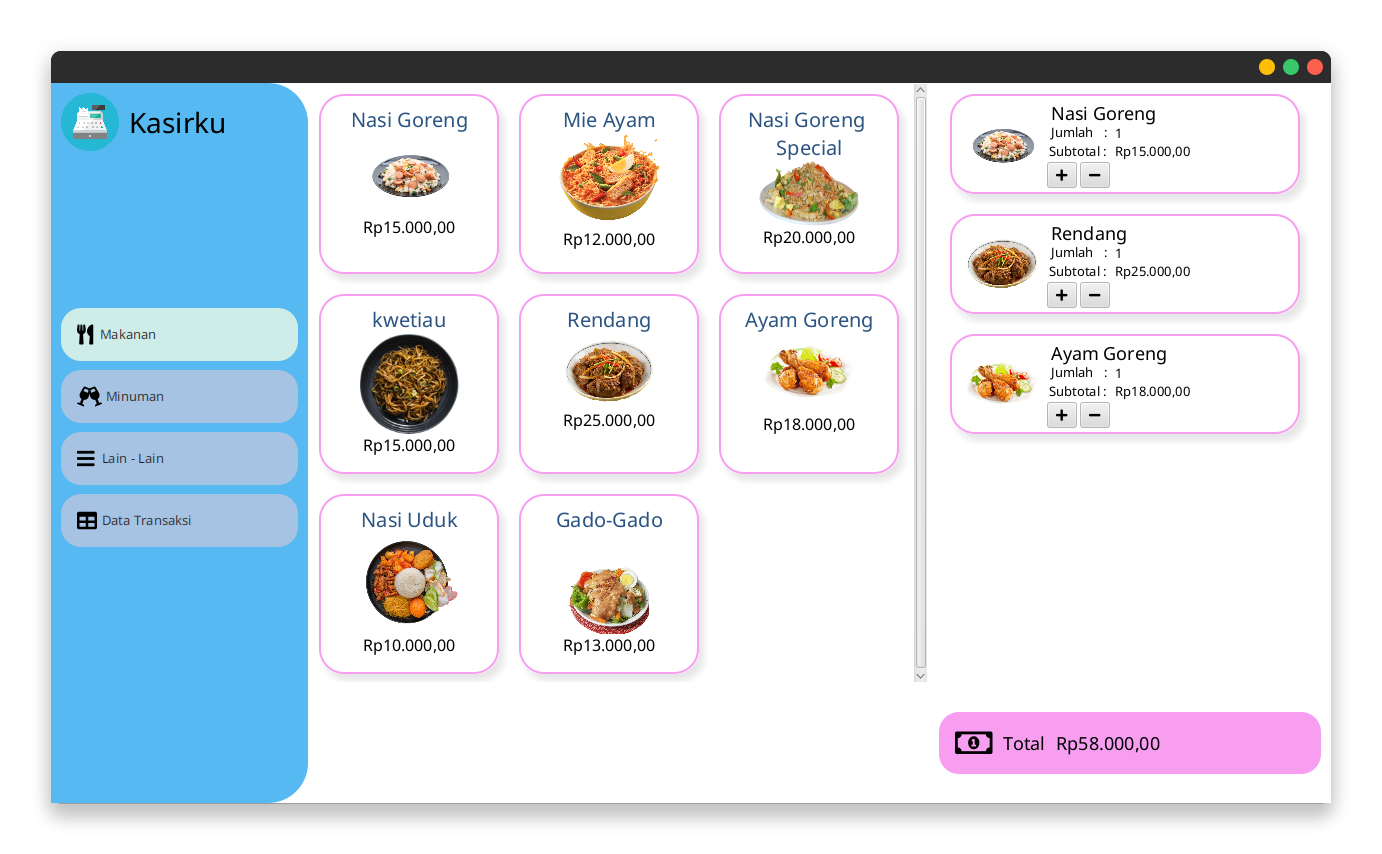 Kasirku
Makanan
Minuman
Lain - Lain
Data Transaksi
Nasi Goreng
Rp15.000,00
Mie Ayam
Rp12.000,00
Nasi Goreng
Special
Rp20.000,00
kwetiau
Rp15.000,00
Rendang
Rp25.000,00
Ayam Goreng
Rp18.000,00
Nasi Uduk
Rp10.000,00
Gado-Gado
Rp13.000,00
Nasi Goreng
Jumlah : 1
Subtotal : Rp15.000,00
+ −
Rendang
Jumlah : 1
Subtotal : Rp25.000,00
+ −
Ayam Goreng
Jumlah : 1
Subtotal : Rp18.000,00
+ −
1 Total Rp58.000,00